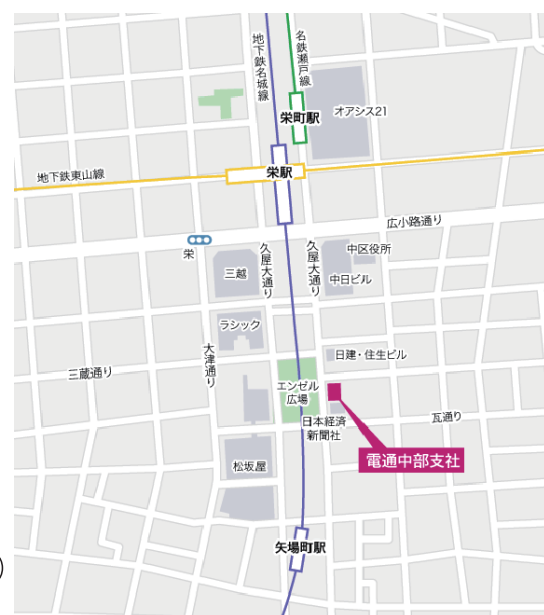 地下鉄名城線
名鉄瀬戸線
オアシス21
栄町駅
栄駅
地下鉄東山線
広小路通り
栄
久屋大通り
久屋大通り
中区役所
三越
中日ビル
ラシック
大津通り
日建・住生ビル
三蔵通り
エンゼル
広場
日本経済
新聞社
瓦通り
電通中部支社
松坂屋
矢場町駅
)